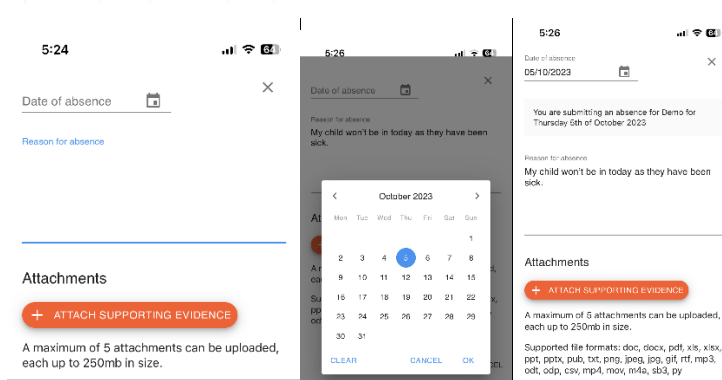 5:24
64
Date of absence
Reason for absence
Attachments
+ ATTACH SUPPORTING EVIDENCE
A maximum of 5 attachments can be uploaded,
each up to 250mb in size.
5:26
64
Date of absence
Reason for absence
My child won't be in today as they have been
sick.
October 2023
Mon Tue Wed Thu Fri Sat Sun
1
2 3 4 5 6 7 8
9 10 11 12 13 14 15
16 17 18 19 20 21 22
23 24 25 26 27 28 29
30 31
CLEAR CANCEL OK
5:26
64
Date of absence
05/10/2023
You are submitting an absence for Demo for
Thursday 5th of October 2023
Reason for absence
My child won't be in today as they have been
sick.
Attachments
+ ATTACH SUPPORTING EVIDENCE
A maximum of 5 attachments can be uploaded,
each up to 250mb in size.
Supported file formats: doc, docx, pdf, xls, xlsx,
ppt, pptx, pub, txt, png, jpeg, jpg, gif, rtf, mp3,
odt, odp, csv, mp4, mov, m4a, sb3, py